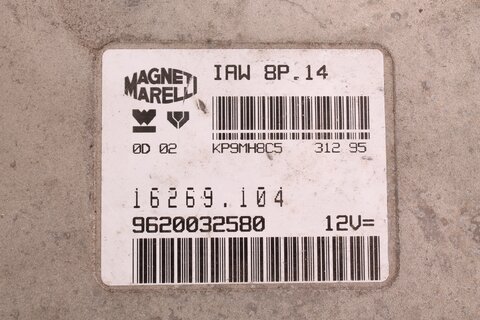 MAGNETI
MARELLI
IAW 8P.14
0D 02
KP9MH8C5
312 95
16269.104
9620032580
12V=